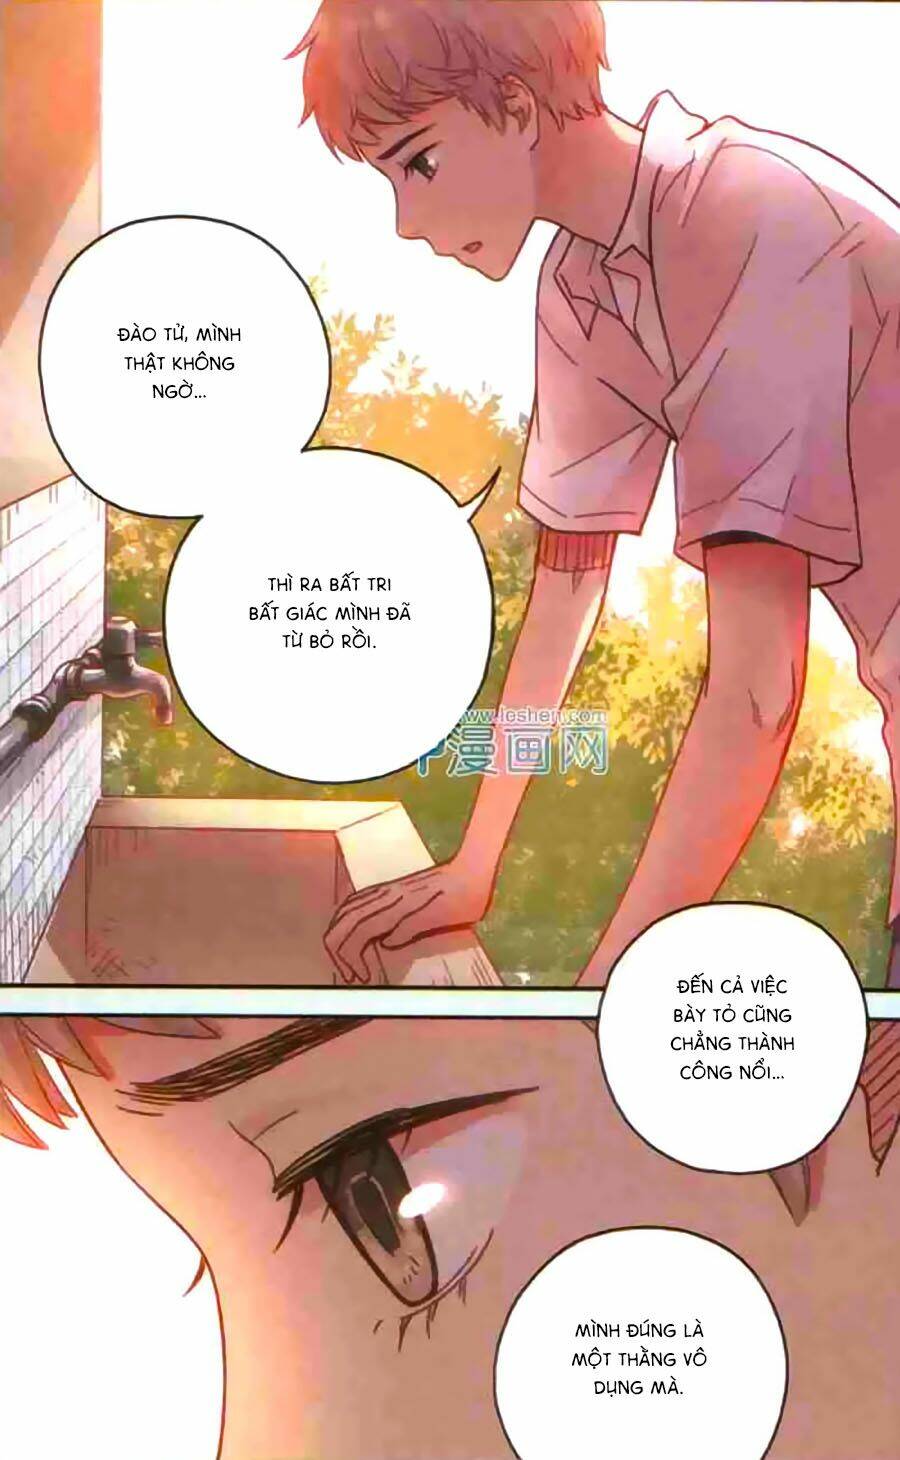 ĐÀO TỬ, MÌNH
THẬT KHÔNG
NGỜ...
THÌ RA BẤT TRI
BẤT GIÁC MÌNH ĐÃ
TỪ BỎ RỒI.
www.leshen.com
漫画网
ĐẾN CẢ VIỆC
BÀY TỎ CŨNG
CHẲNG THÀNH
CÔNG NỔI...
MÌNH ĐÚNG LÀ
MỘT THẰNG VÔ
DỤNG MÀ.